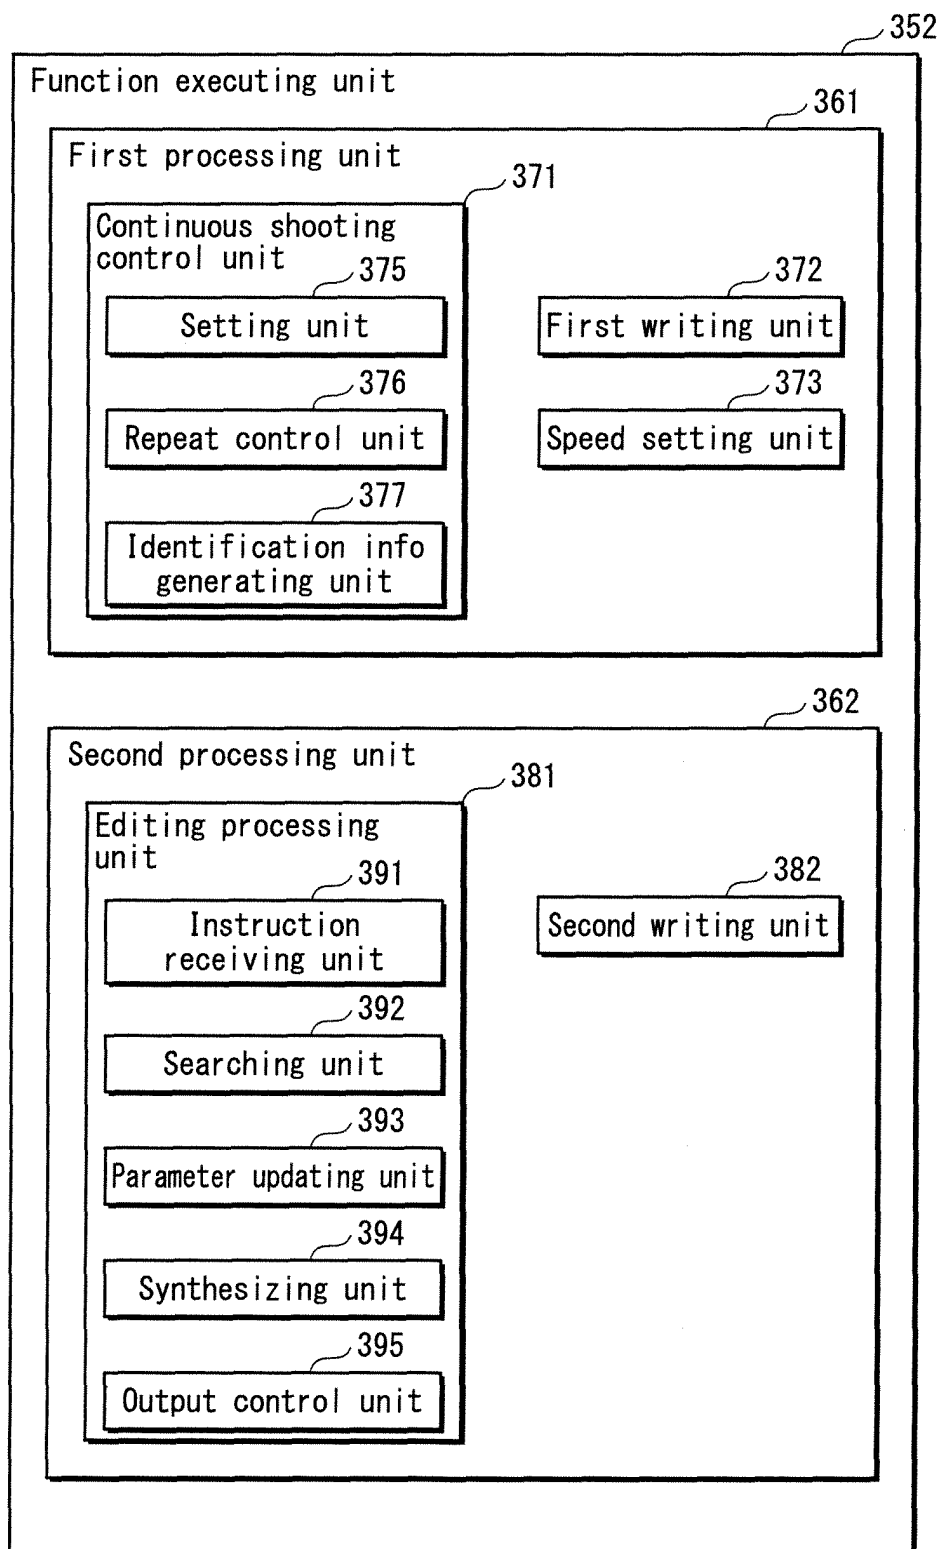 352
Function executing unit
361
First processing unit
371
Continuous shooting
control unit
375
Setting unit
372
First writing unit
376
Repeat control unit
373
Speed setting unit
377
Identification info
generating unit
362
Second processing unit
381
Editing processing
unit
391
Instruction
receiving unit
382
Second writing unit
392
Searching unit
393
Parameter updating unit
394
Synthesizing unit
395
Output control unit